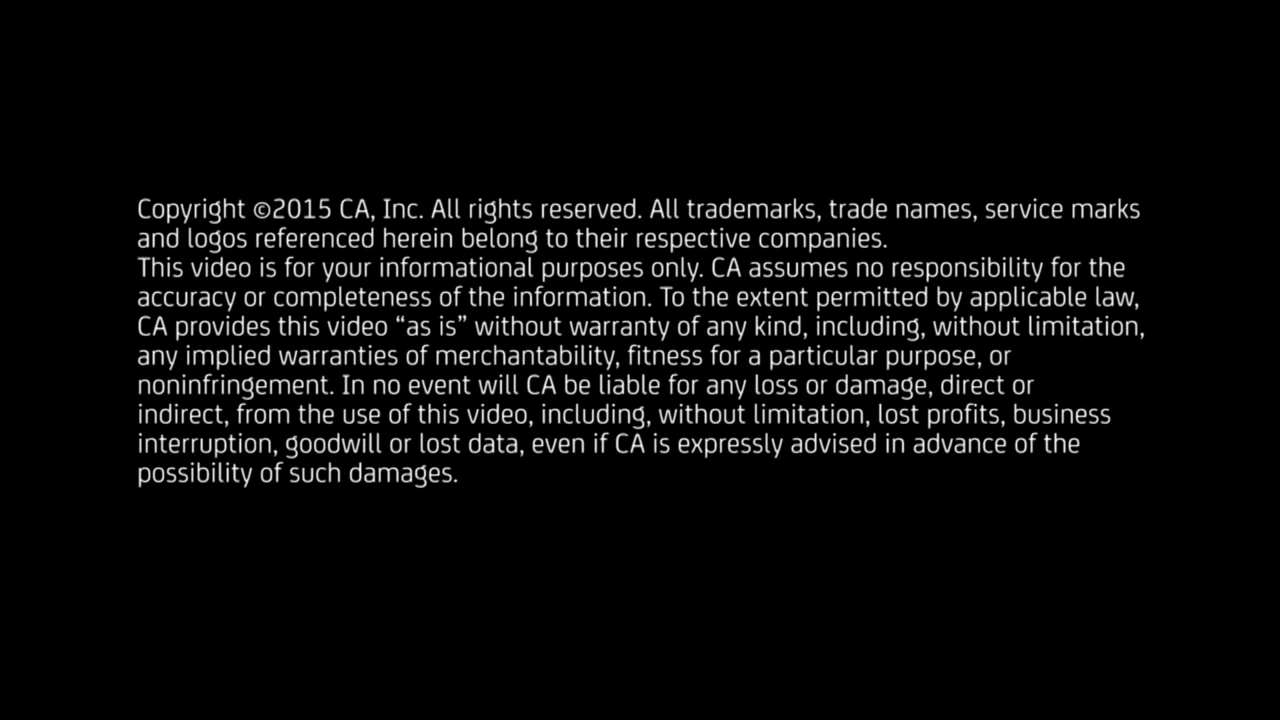 Copyright ©2015 CA, Inc. All rights reserved. All trademarks, trade names, service marks
and logos referenced herein belong to their respective companies.
This video is for your informational purposes only. CA assumes no responsibility for the
accuracy or completeness of the information. To the extent permitted by applicable law,
CA provides this video “as is” without warranty of any kind, including, without limitation,
any implied warranties of merchantability, fitness for a particular purpose, or
noninfringement. In no event will CA be liable for any loss or damage, direct or
indirect, from the use of this video, including, without limitation, lost profits, business
interruption, goodwill or lost data, even if CA is expressly advised in advance of the
possibility of such damages.